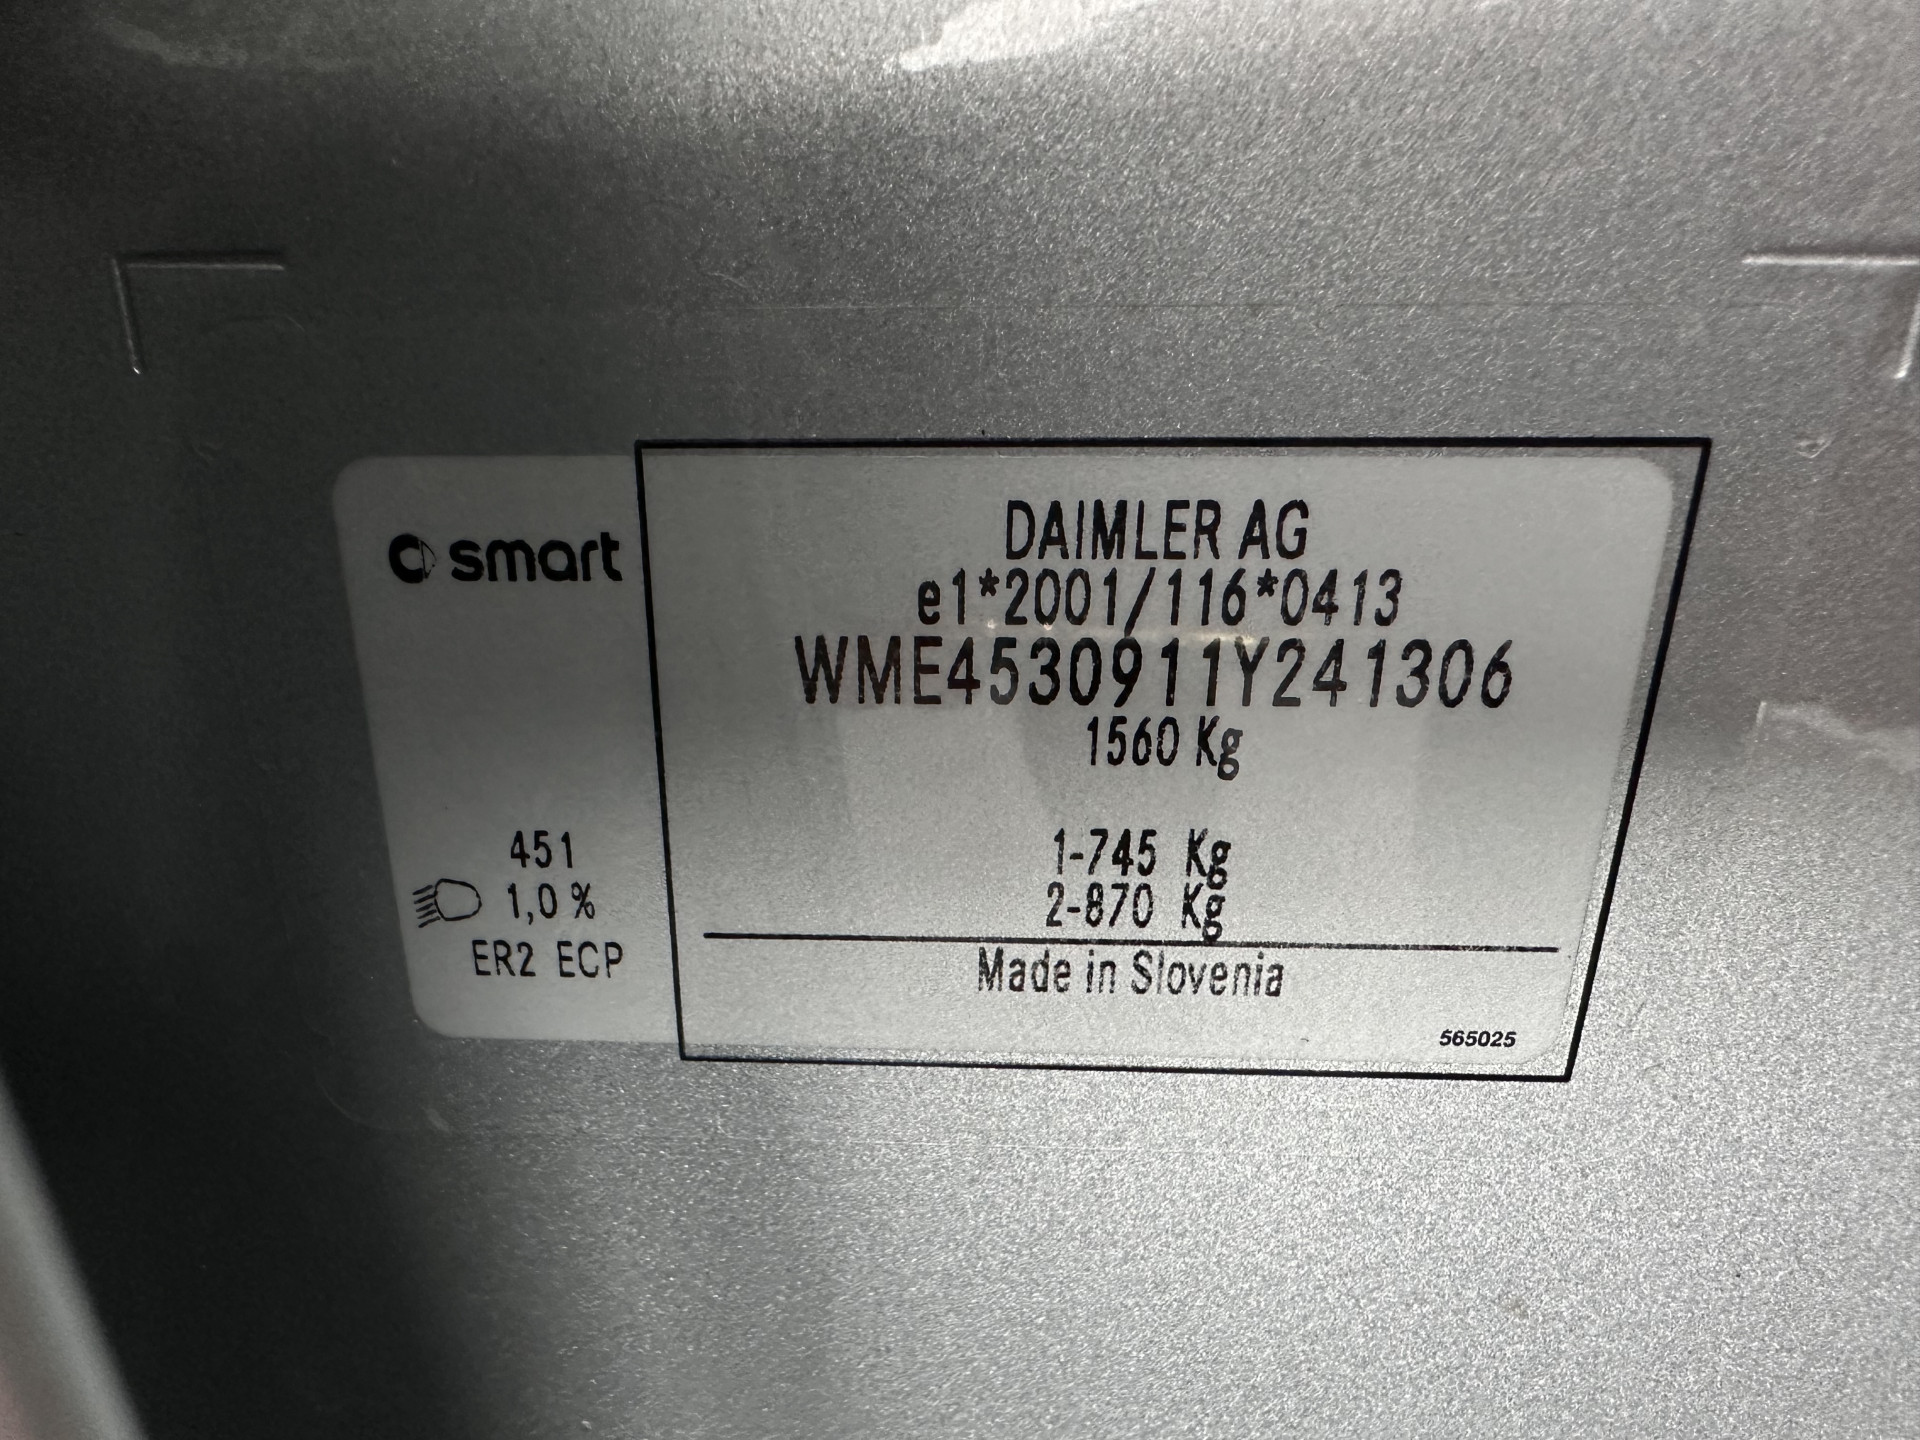 smart
DAIMLER AG
e1*2001/116*0413
WME4530911Y241306
1560 Kg
451
1,0 %
ER2 ECP
1-745 Kg
2-870 Kg
Made in Slovenia
565025